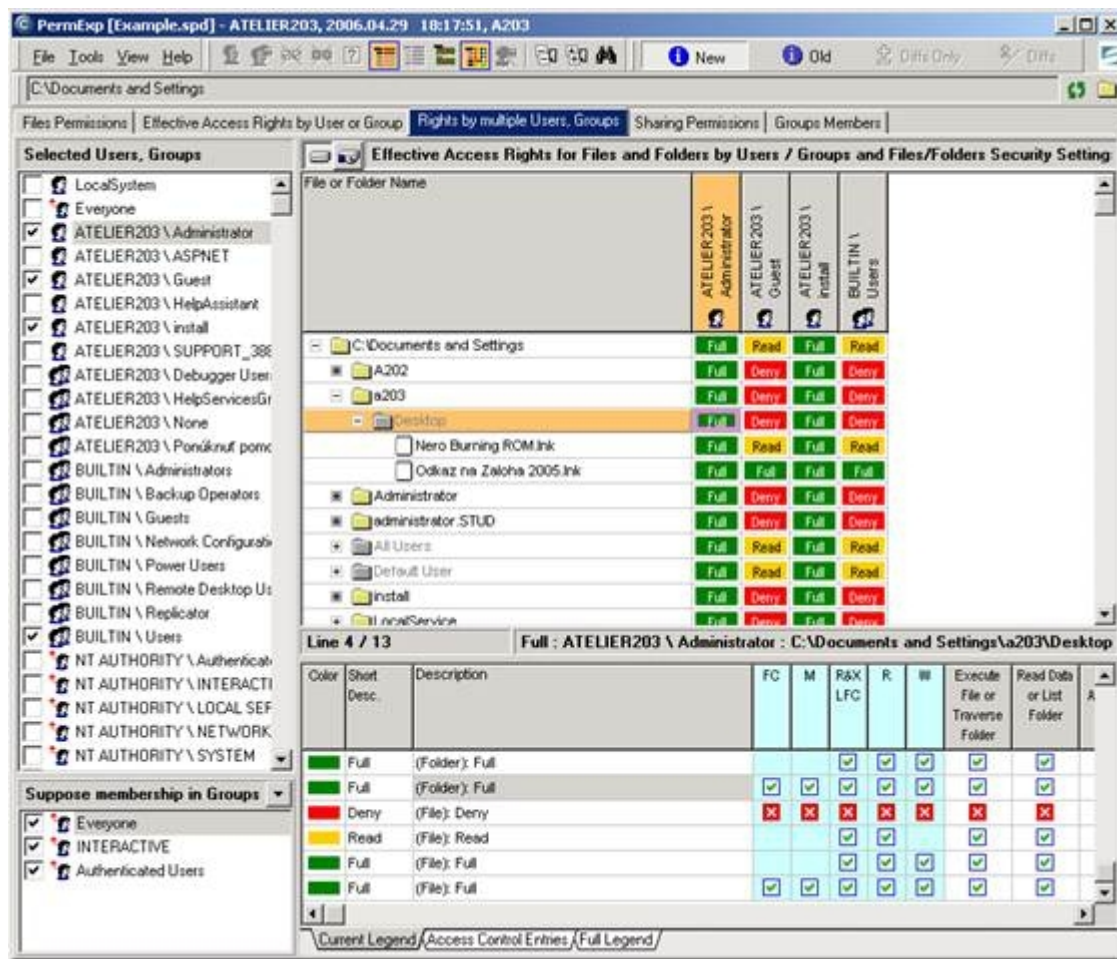 PermExp [Example.spd] - ATELIER203, 2006.04.29 18:17:51, A203
File Tools View Help New Old Diffs Only Diffs
C:\Documents and Settings
Files Permissions Effective Access Rights by User or Group Rights by multiple Users, Groups Sharing Permissions Groups Members
Selected Users, Groups
LocalSystem
Everyone
ATELIER203 \ Administrator
ATELIER203 \ ASPNET
ATELIER203 \ Guest
ATELIER203 \ HelpAssistant
ATELIER203 \ install
ATELIER203 \ SUPPORT_388
ATELIER203 \ Debugger User
ATELIER203 \ HelpServicesGr
ATELIER203 \ None
ATELIER203 \ Ponúknuť pomo
BUILTIN \ Administrators
BUILTIN \ Backup Operators
BUILTIN \ Guests
BUILTIN \ Network Configurati
BUILTIN \ Power Users
BUILTIN \ Remote Desktop Us
BUILTIN \ Replicator
BUILTIN \ Users
NT AUTHORITY \ Authenticat
NT AUTHORITY \ INTERACTI
NT AUTHORITY \ LOCAL SER
NT AUTHORITY \ NETWORK
NT AUTHORITY \ SYSTEM
Suppose membership in Groups
Everyone
INTERACTIVE
Authenticated Users
Effective Access Rights for Files and Folders by Users / Groups and Files/Folders Security Setting
File or Folder Name
ATELIER203 \ Administrator
ATELIER203 \ Guest
ATELIER203 \ install
BUILTIN \ Users
C:\Documents and Settings Full Read Full Read
A202 Full Deny Full Deny
a203 Full Deny Full Deny
Desktop Full Deny Full Deny
Nero Burning ROM.lnk Full Read Full Read
Odkaz na Zaloha 2005.lnk Full Full Full Full
Administrator Full Deny Full Deny
administrator.STUD Full Deny Full Deny
All Users Full Read Full Read
Default User Full Read Full Read
install Full Deny Full Deny
LocalService Full Deny Full Deny
Line 4 / 13 Full : ATELIER203 \ Administrator : C:\Documents and Settings\a203\Desktop
Color Short Desc. Description FC M R&X LFC R W Execute File or Traverse Folder Read Data or List Folder
Full (Folder): Full
Full (Folder): Full
Deny (File): Deny
Read (File): Read
Full (File): Full
Full (File): Full
Current Legend Access Control Entries Full Legend